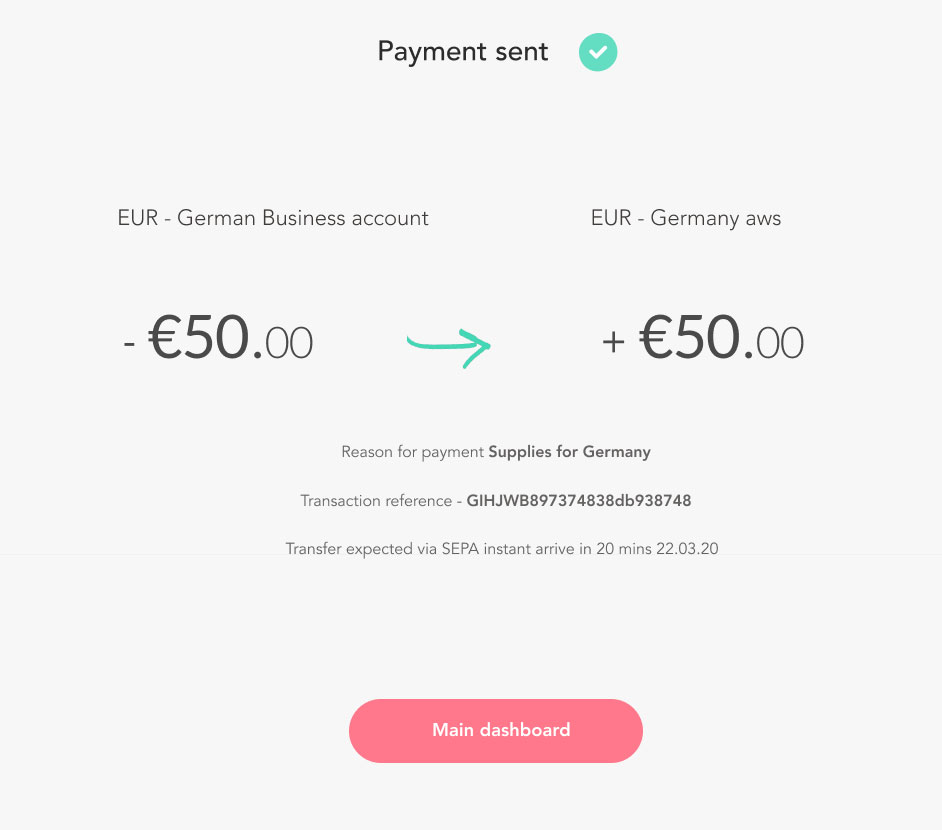 Payment sent
EUR - German Business account
EUR - Germany aws
- €50.00
+ €50.00
Reason for payment Supplies for Germany
Transaction reference - GIHJWB897374838db938748
Transfer expected via SEPA instant arrive in 20 mins 22.03.20
Main dashboard